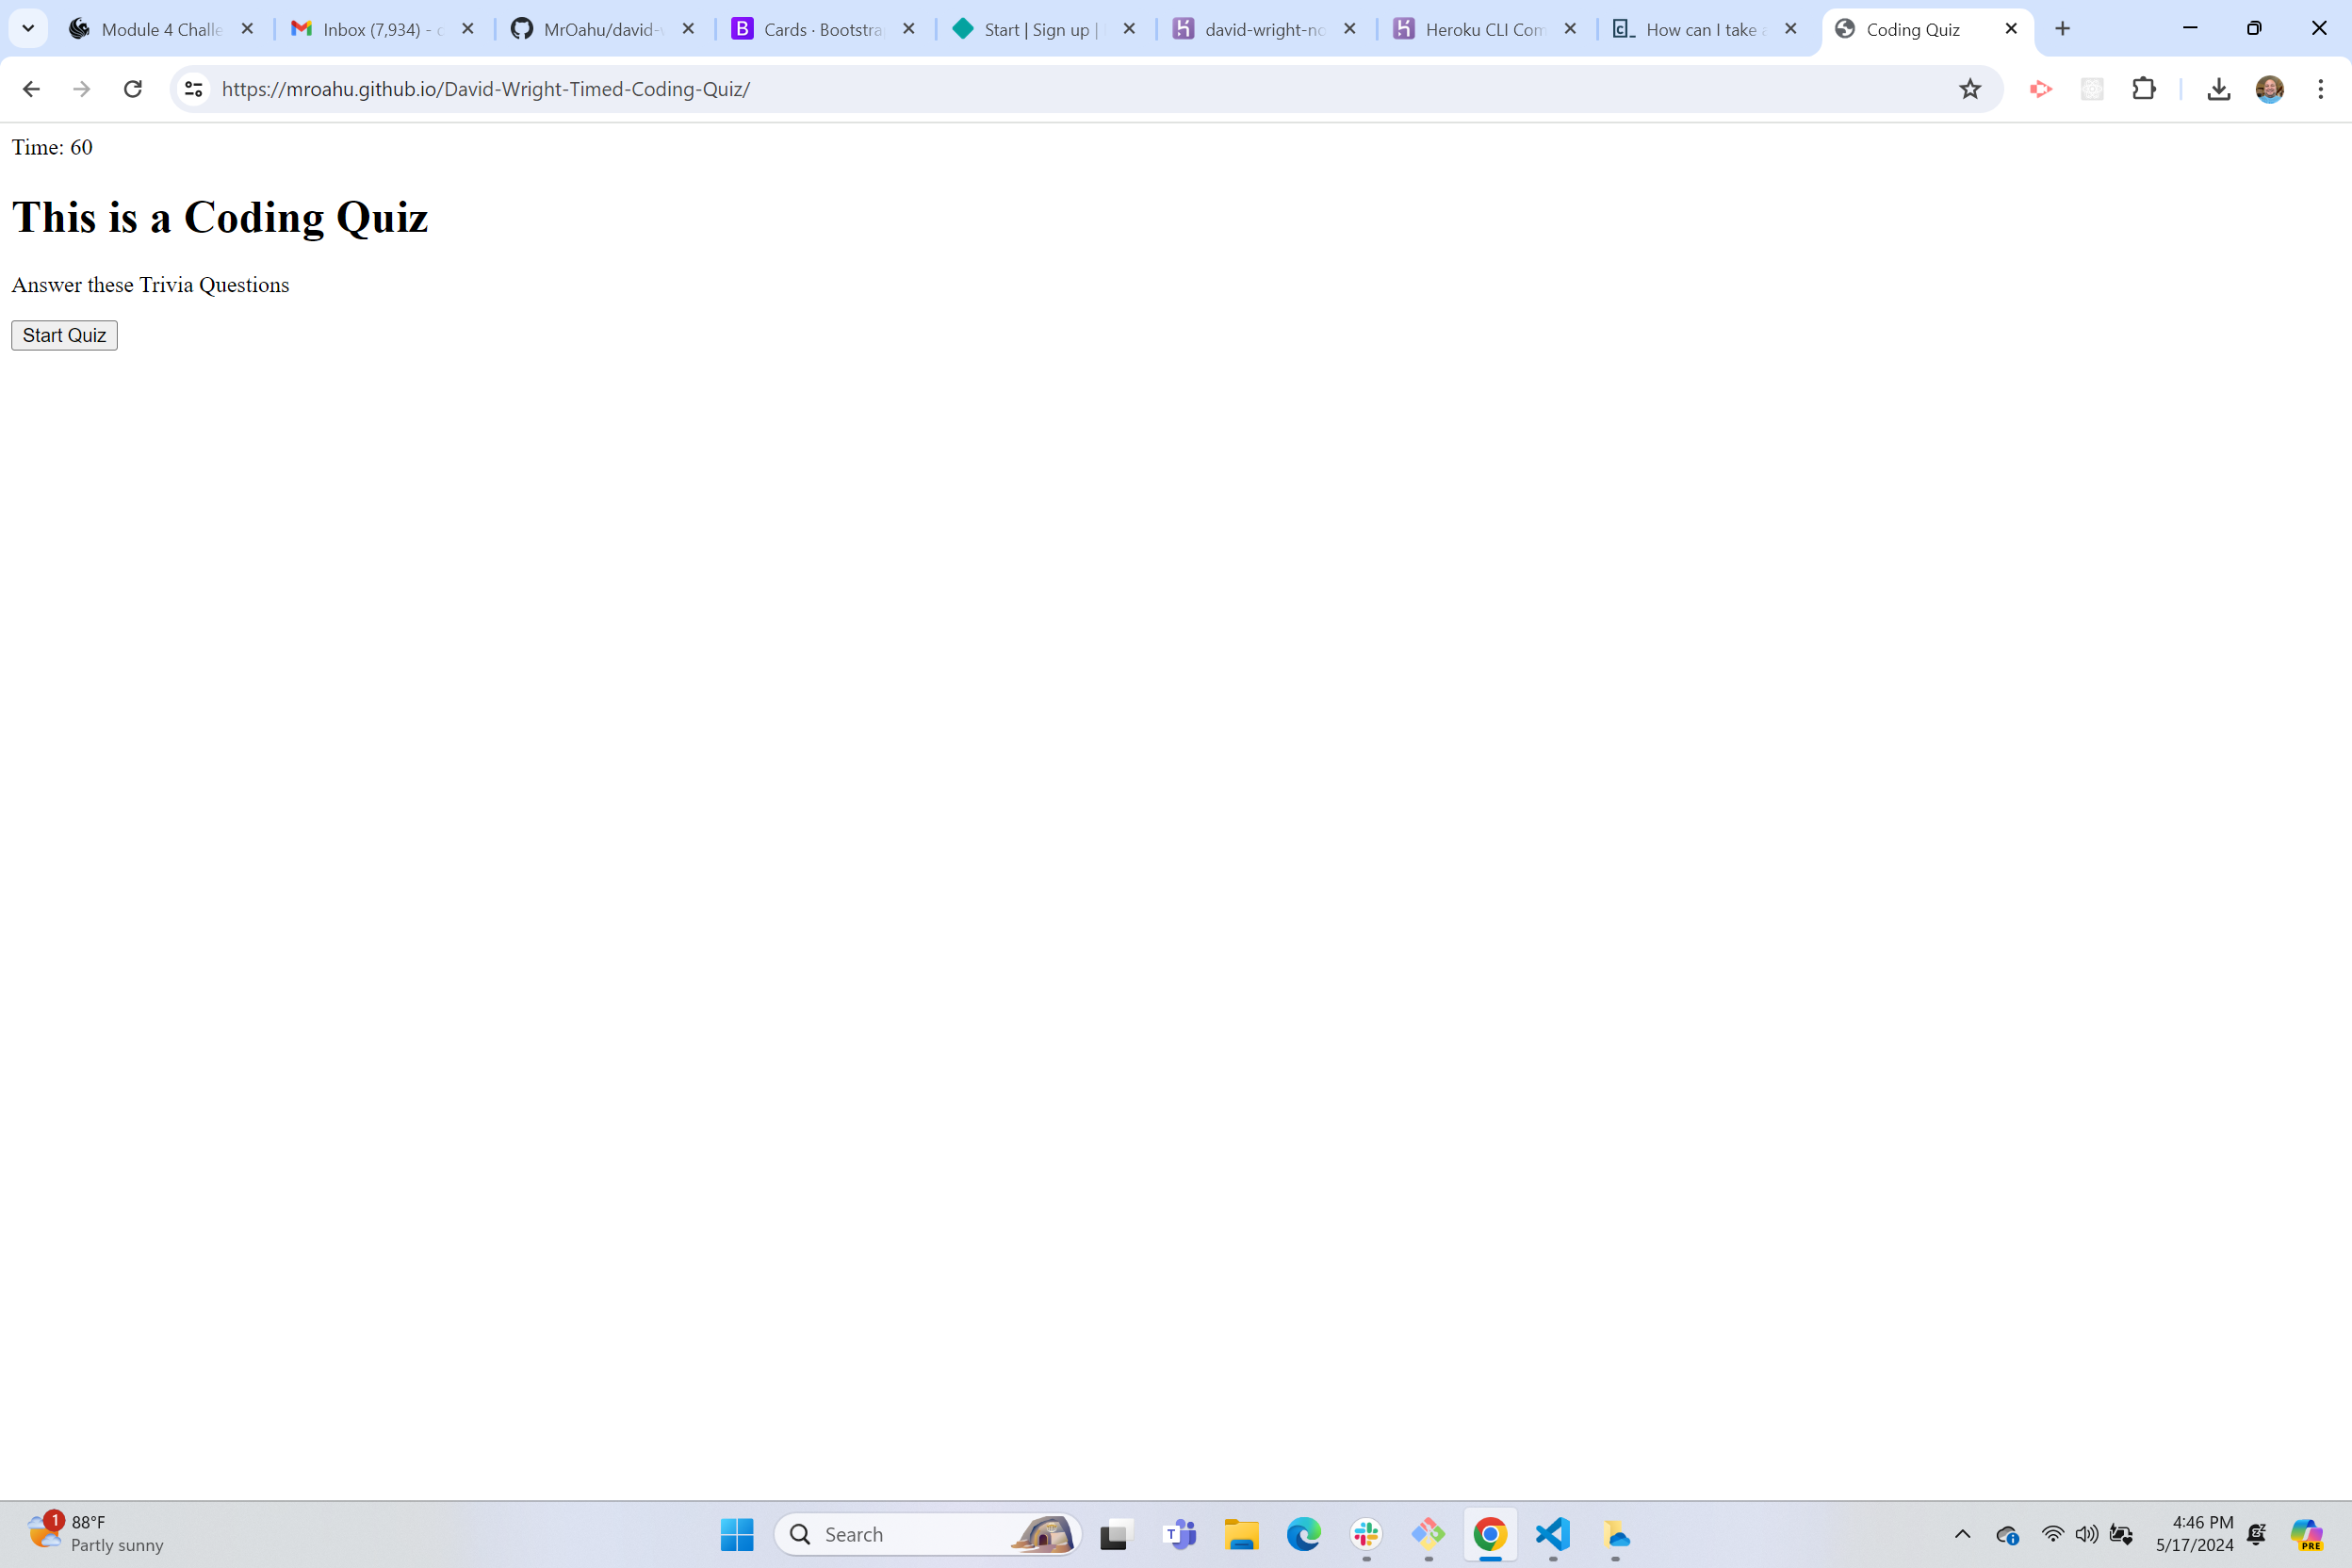 Module 4 Challe
Inbox (7,934) - c
MrOahu/david-w
Cards · Bootstra
Start | Sign up |
david-wright-no
Heroku CLI Com
How can I take a
Coding Quiz
https://mroahu.github.io/David-Wright-Timed-Coding-Quiz/
Time: 60
This is a Coding Quiz
Answer these Trivia Questions
Start Quiz
1
88°F
Partly sunny
Search
4:46 PM
5/17/2024
PRE